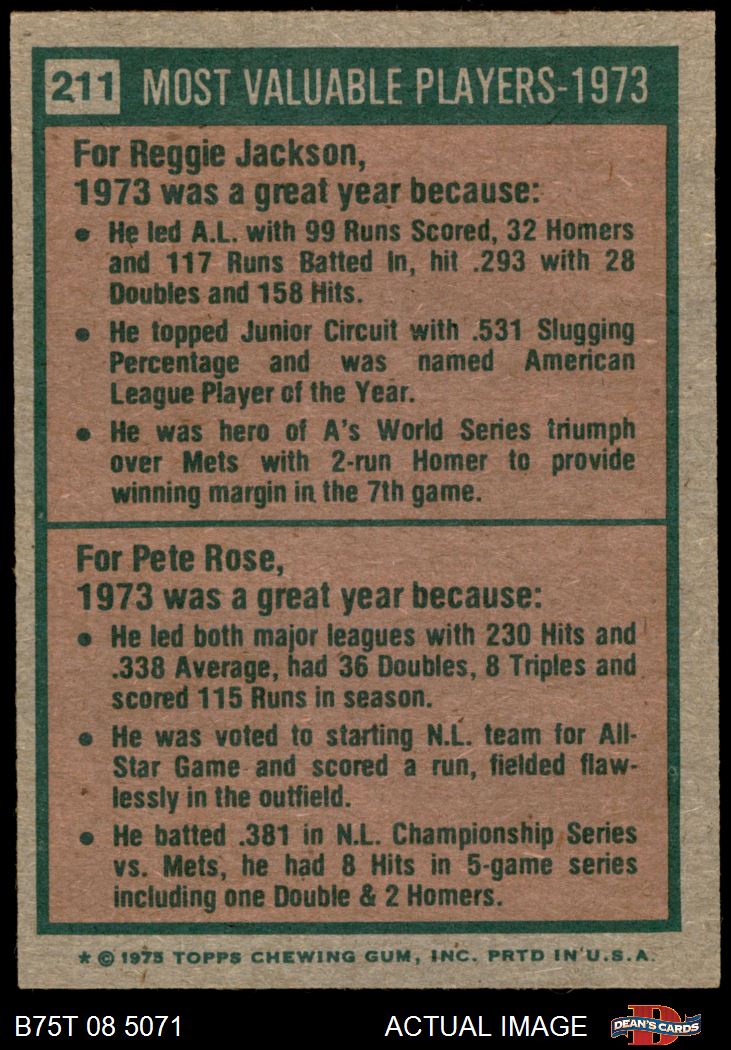 211 MOST VALUABLE PLAYERS-1973
For Reggie Jackson,
1973 was a great year because:
• He led A.L. with 99 Runs Scored, 32 Homers
and 117 Runs Batted In, hit .293 with 28
Doubles and 158 Hits.
• He topped Junior Circuit with .531 Slugging
Percentage and was named American
League Player of the Year.
• He was hero of A's World Series triumph
over Mets with 2-run Homer to provide
winning margin in the 7th game.
For Pete Rose,
1973 was a great year because:
• He led both major leagues with 230 Hits and
.338 Average, had 36 Doubles, 8 Triples and
scored 115 Runs in season.
• He was voted to starting N.L. team for All-
Star Game and scored a run, fielded flaw-
lessly in the outfield.
• He batted .381 in N.L. Championship Series
vs. Mets, he had 8 Hits in 5-game series
including one Double & 2 Homers.
* © 1975 TOPPS CHEWING GUM, INC. PRTD IN U.S.A.
B75T 08 5071 ACTUAL IMAGE D DEAN'S CARDS